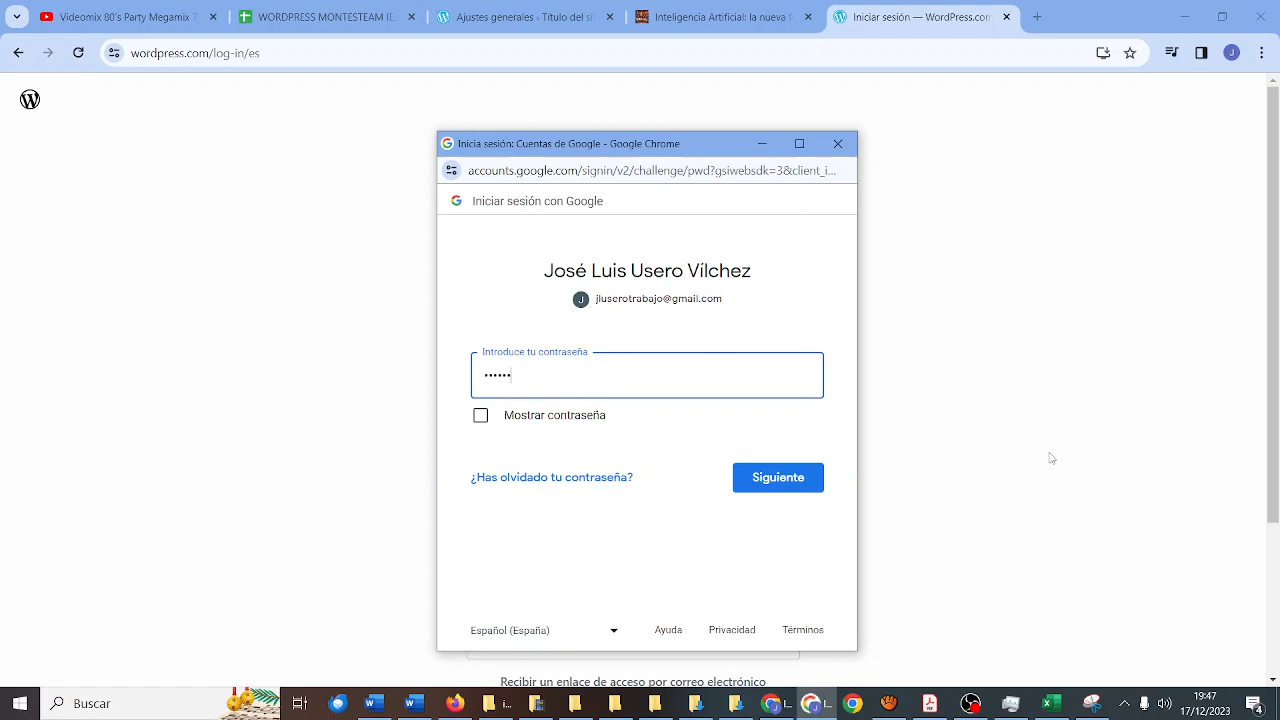 Videomix 80's Party Megamix 7
WORDPRESS MONTESTEAM IE
Ajustes generales ‹ Título del si
Inteligencia Artificial: la nueva f
Iniciar sesión — WordPress.com
wordpress.com/log-in/es
J
Inicia sesión: Cuentas de Google - Google Chrome
accounts.google.com/signin/v2/challenge/pwd?gsiwebsdk=3&client_i...
Iniciar sesión con Google
José Luis Usero Vílchez
J jluserotrabajo@gmail.com
Introduce tu contraseña
••••••
Mostrar contraseña
¿Has olvidado tu contraseña?
Siguiente
Español (España)
Ayuda
Privacidad
Términos
Recibir un enlace de acceso por correo electrónico
Buscar
19:47
17/12/2023